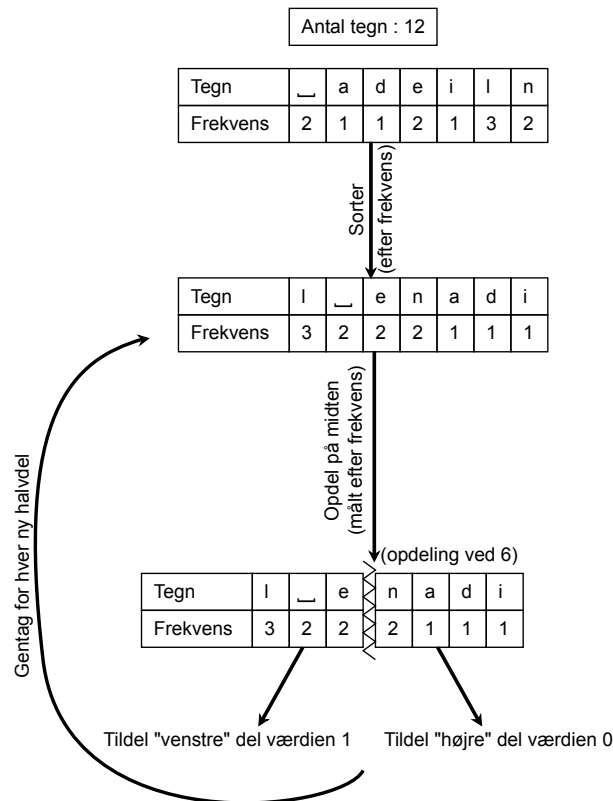 Antal tegn : 12
Tegn ⎵ a d e i l n
Frekvens 2 1 1 2 1 3 2
Sorter
(efter frekvens)
Tegn l ⎵ e n a d i
Frekvens 3 2 2 2 1 1 1
Opdel på midten
(målt efter frekvens)
Gentag for hver ny halvdel
(opdeling ved 6)
Tegn l ⎵ e n a d i
Frekvens 3 2 2 2 1 1 1
Tildel "venstre" del værdien 1
Tildel "højre" del værdien 0